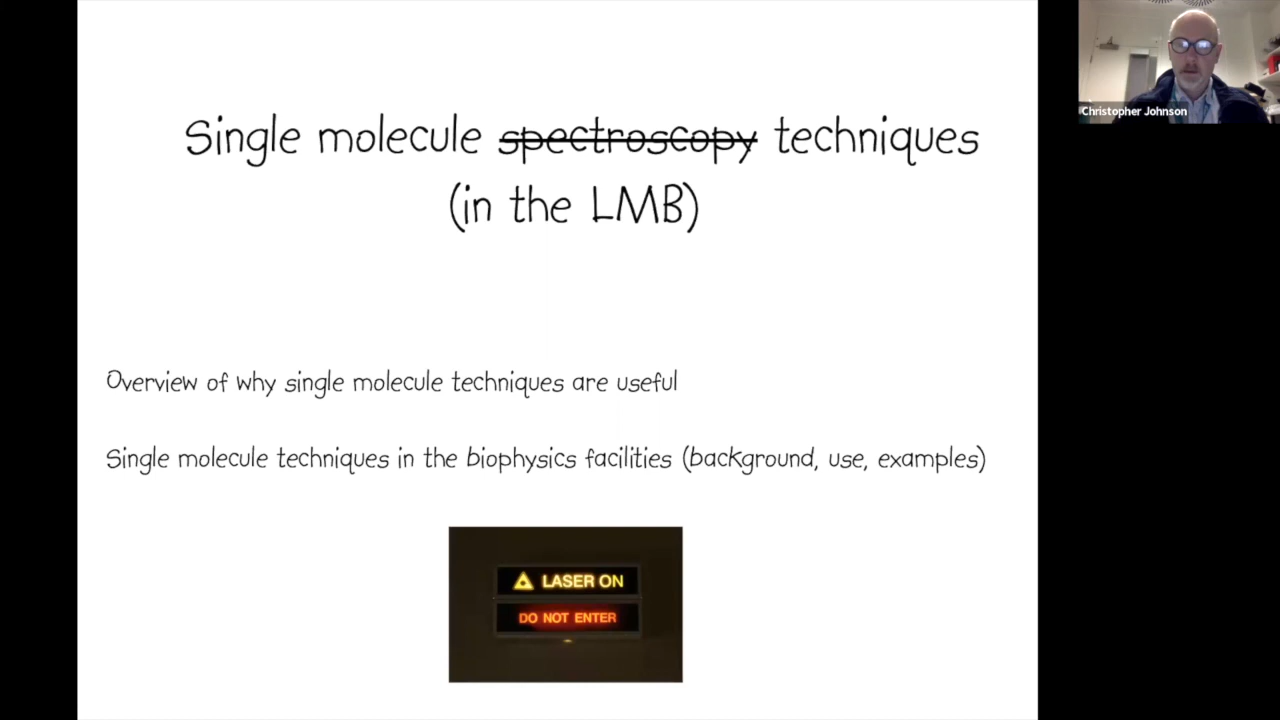 Single molecule spectroscopy techniques
(in the LMB)
Overview of why single molecule techniques are useful
Single molecule techniques in the biophysics facilities (background, use, examples)
LASER ON
DO NOT ENTER
Christopher Johnson